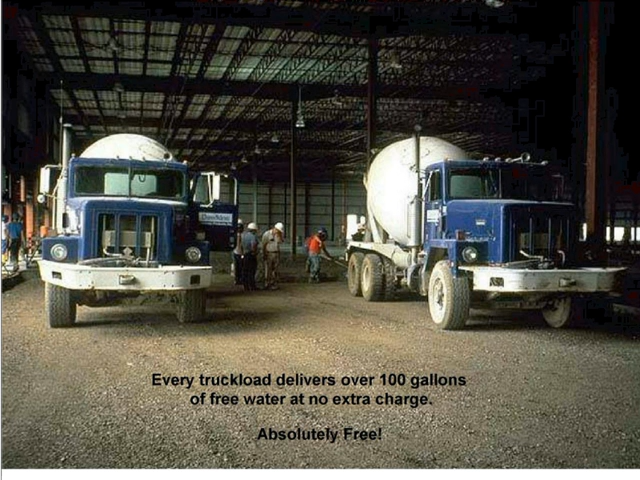 Every truckload delivers over 100 gallons
of free water at no extra charge.
Absolutely Free!